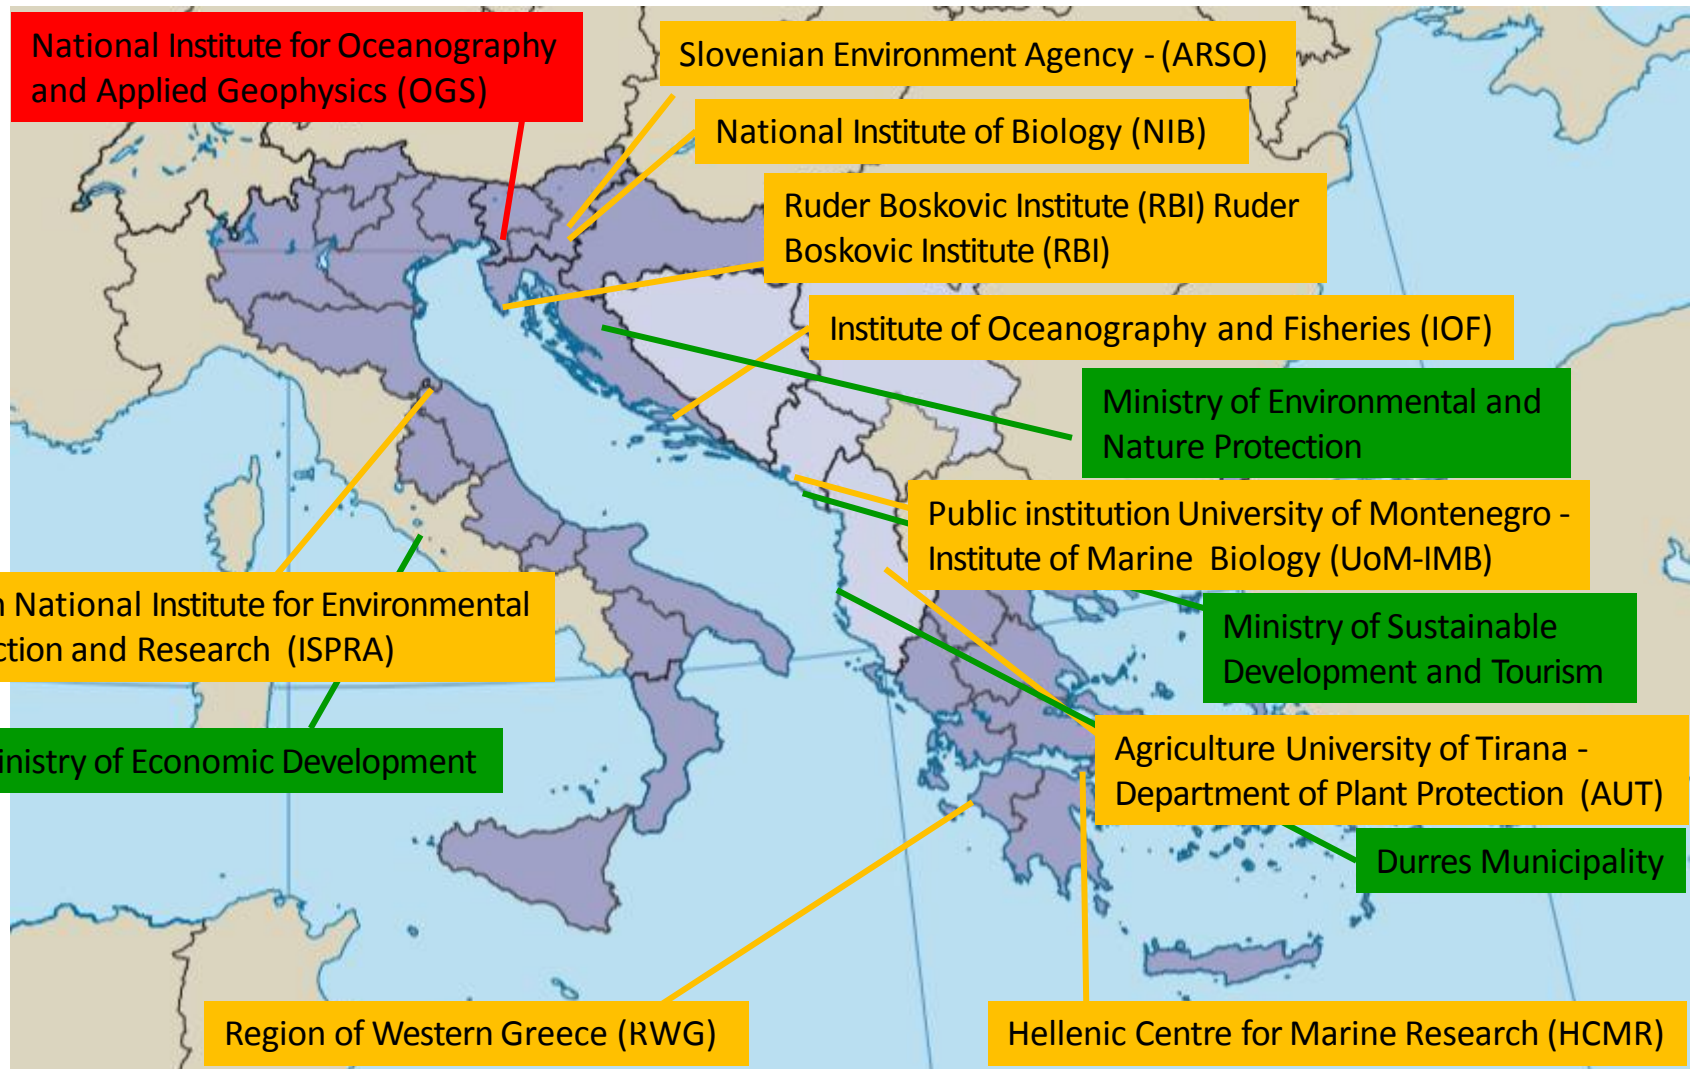 National Institute for Oceanography
and Applied Geophysics (OGS)
Slovenian Environment Agency - (ARSO)
National Institute of Biology (NIB)
Ruder Boskovic Institute (RBI) Ruder
Boskovic Institute (RBI)
Institute of Oceanography and Fisheries (IOF)
Ministry of Environmental and
Nature Protection
Public institution University of Montenegro -
Institute of Marine Biology (UoM-IMB)
National Institute for Environmental
and Research (ISPRA)
Ministry of Sustainable
Development and Tourism
of Economic Development
Agriculture University of Tirana -
Department of Plant Protection (AUT)
Durres Municipality
Region of Western Greece (RWG)
Hellenic Centre for Marine Research (HCMR)